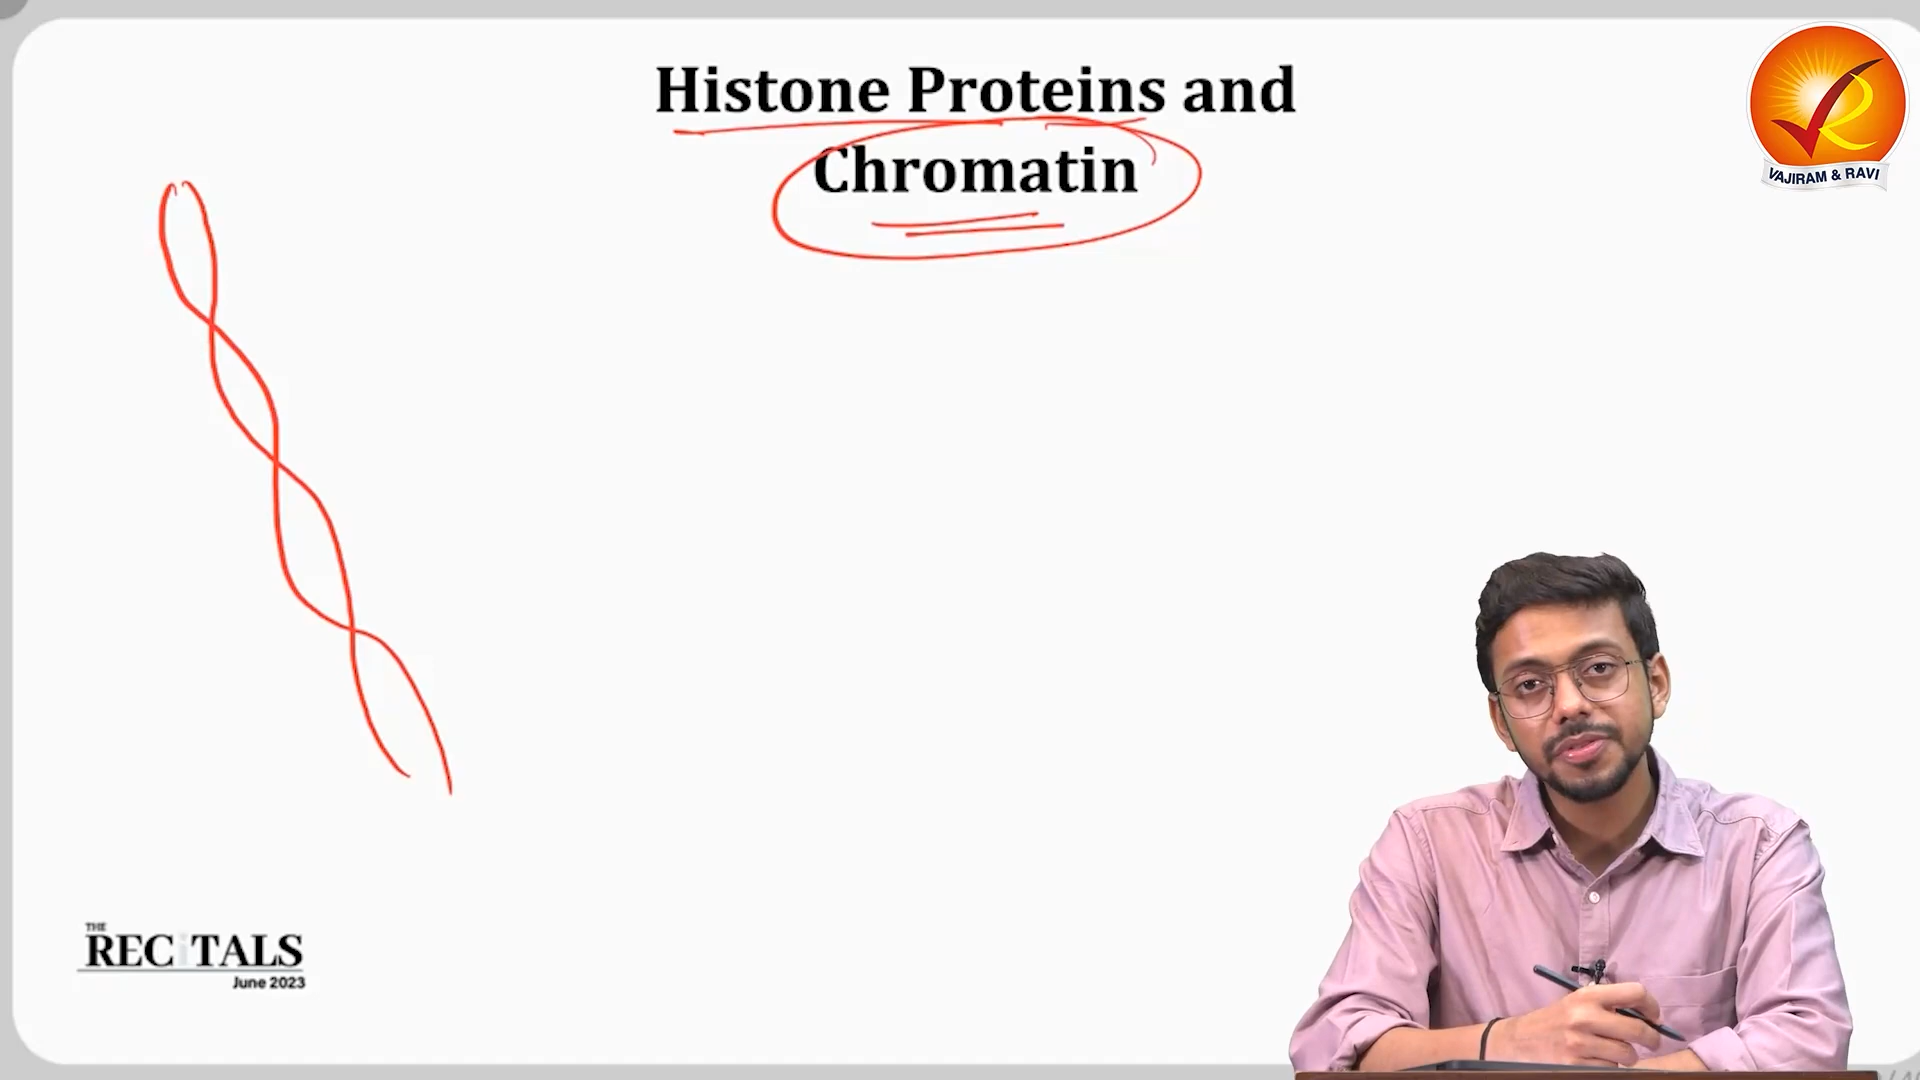 Histone Proteins and
Chromatin
VAJIRAM & RAVI
THE
RECiTALS
June 2023